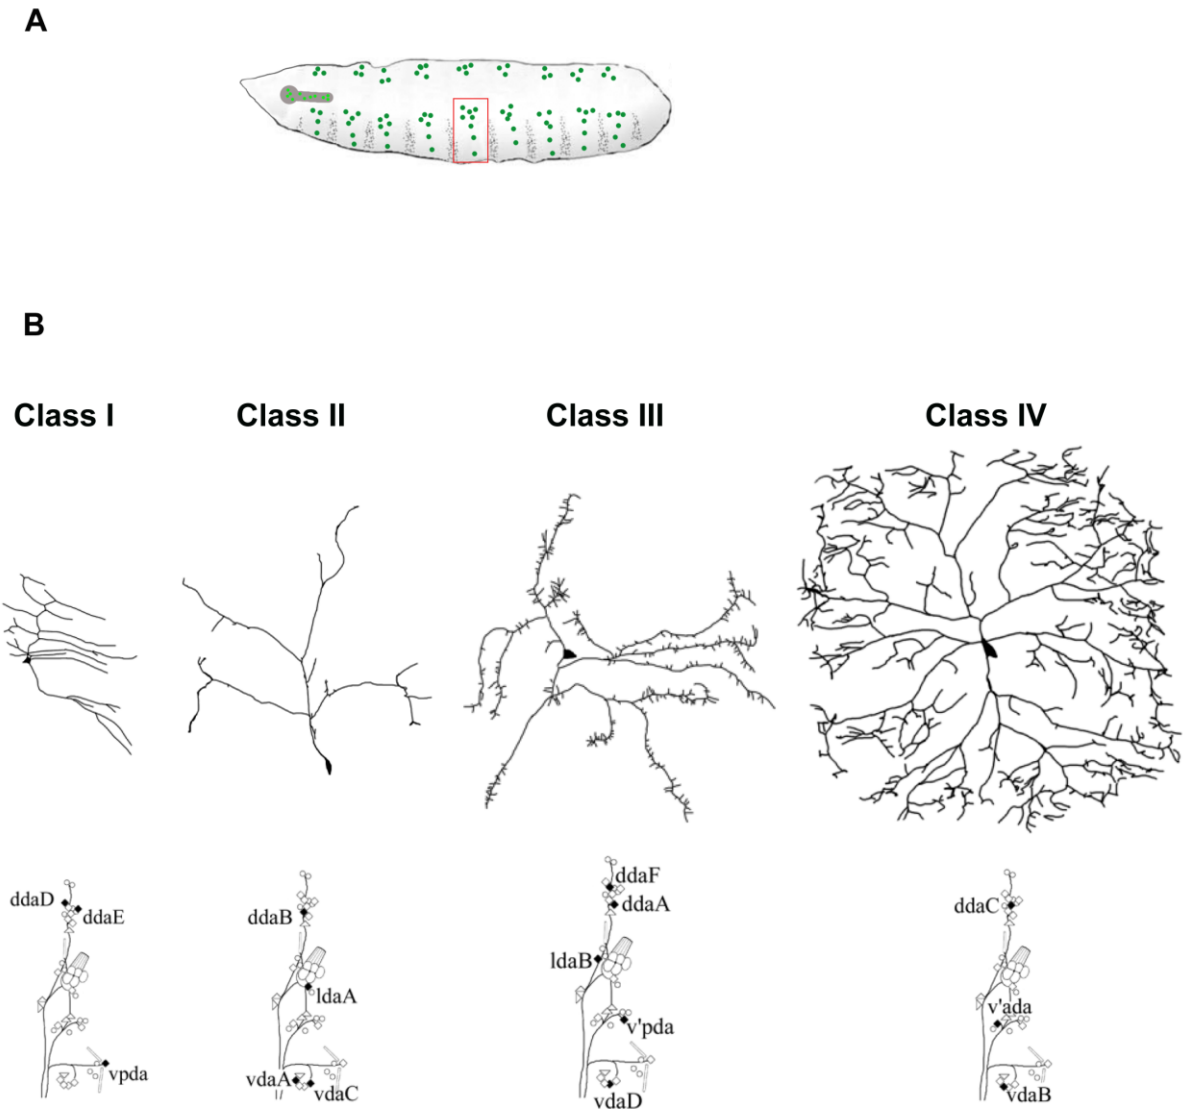 A
B
Class I
Class II
Class III
Class IV
ddaD
ddaE
vpda
ddaB
ldaA
vdaA
vdaC
ddaF
ddaA
ldaB
v'pda
vdaD
ddaC
v'ada
vdaB